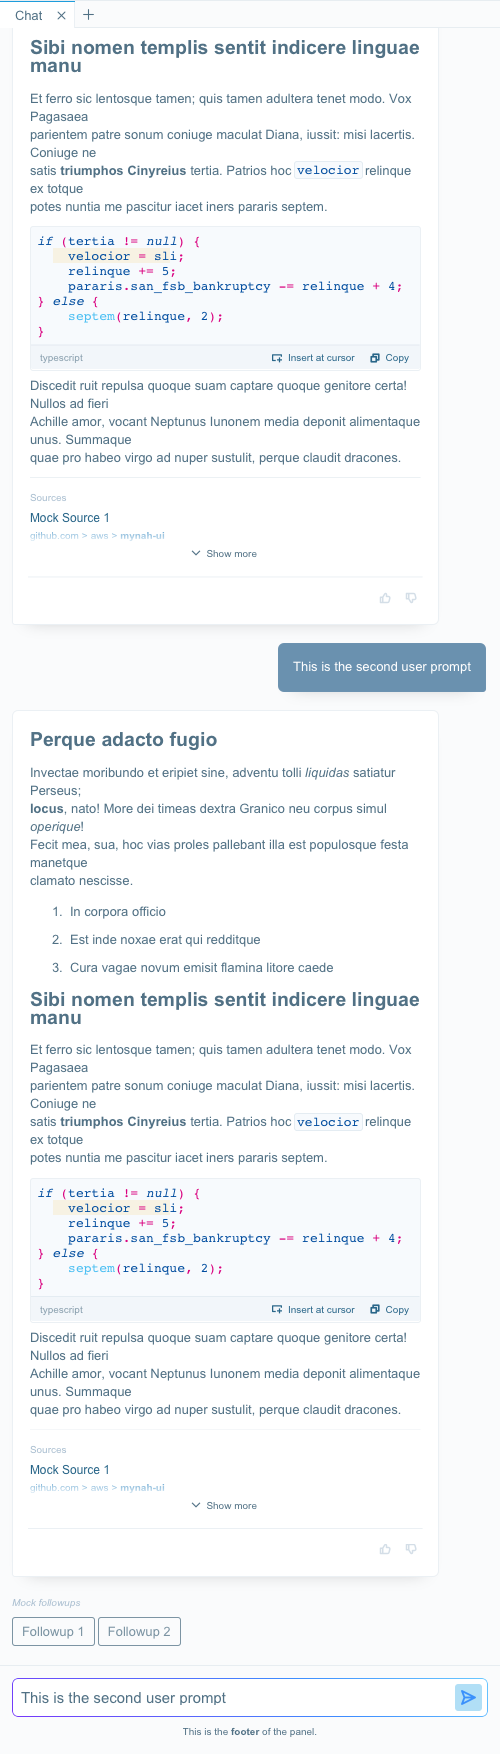 Chat
Sibi nomen templis sentit indicere linguae
manu
Et ferro sic lentosque tamen; quis tamen adultera tenet modo. Vox
Pagasaea
parientem patre sonum coniuge maculat Diana, iussit: misi lacertis.
Coniuge ne
satis triumphos Cinyreius tertia. Patrios hoc velocior relinque
ex totque
potes nuntia me pascitur iacet iners pararis septem.
if (tertia != null) {
    velocior = sli;
    relinque += 5;
    pararis.san_fsb_bankruptcy -= relinque + 4;
} else {
    septem(relinque, 2);
}
typescript Insert at cursor Copy
Discedit ruit repulsa quoque suam captare quoque genitore certa!
Nullos ad fieri
Achille amor, vocant Neptunus Iunonem media deponit alimentaque
unus. Summaque
quae pro habeo virgo ad nuper sustulit, perque claudit dracones.
Sources
Mock Source 1
github.com > aws > mynah-ui
Show more
This is the second user prompt
Perque adacto fugio
Invectae moribundo et eripiet sine, adventu tolli liquidas satiatur
Perseus;
locus, nato! More dei timeas dextra Granico neu corpus simul
operique!
Fecit mea, sua, hoc vias proles pallebant illa est populosque festa
manetque
clamato nescisse.
1. In corpora officio
2. Est inde noxae erat qui redditque
3. Cura vagae novum emisit flamina litore caede
Sibi nomen templis sentit indicere linguae
manu
Et ferro sic lentosque tamen; quis tamen adultera tenet modo. Vox
Pagasaea
parientem patre sonum coniuge maculat Diana, iussit: misi lacertis.
Coniuge ne
satis triumphos Cinyreius tertia. Patrios hoc velocior relinque
ex totque
potes nuntia me pascitur iacet iners pararis septem.
if (tertia != null) {
    velocior = sli;
    relinque += 5;
    pararis.san_fsb_bankruptcy -= relinque + 4;
} else {
    septem(relinque, 2);
}
typescript Insert at cursor Copy
Discedit ruit repulsa quoque suam captare quoque genitore certa!
Nullos ad fieri
Achille amor, vocant Neptunus Iunonem media deponit alimentaque
unus. Summaque
quae pro habeo virgo ad nuper sustulit, perque claudit dracones.
Sources
Mock Source 1
github.com > aws > mynah-ui
Show more
Mock followups
Followup 1 Followup 2
This is the second user prompt
This is the footer of the panel.